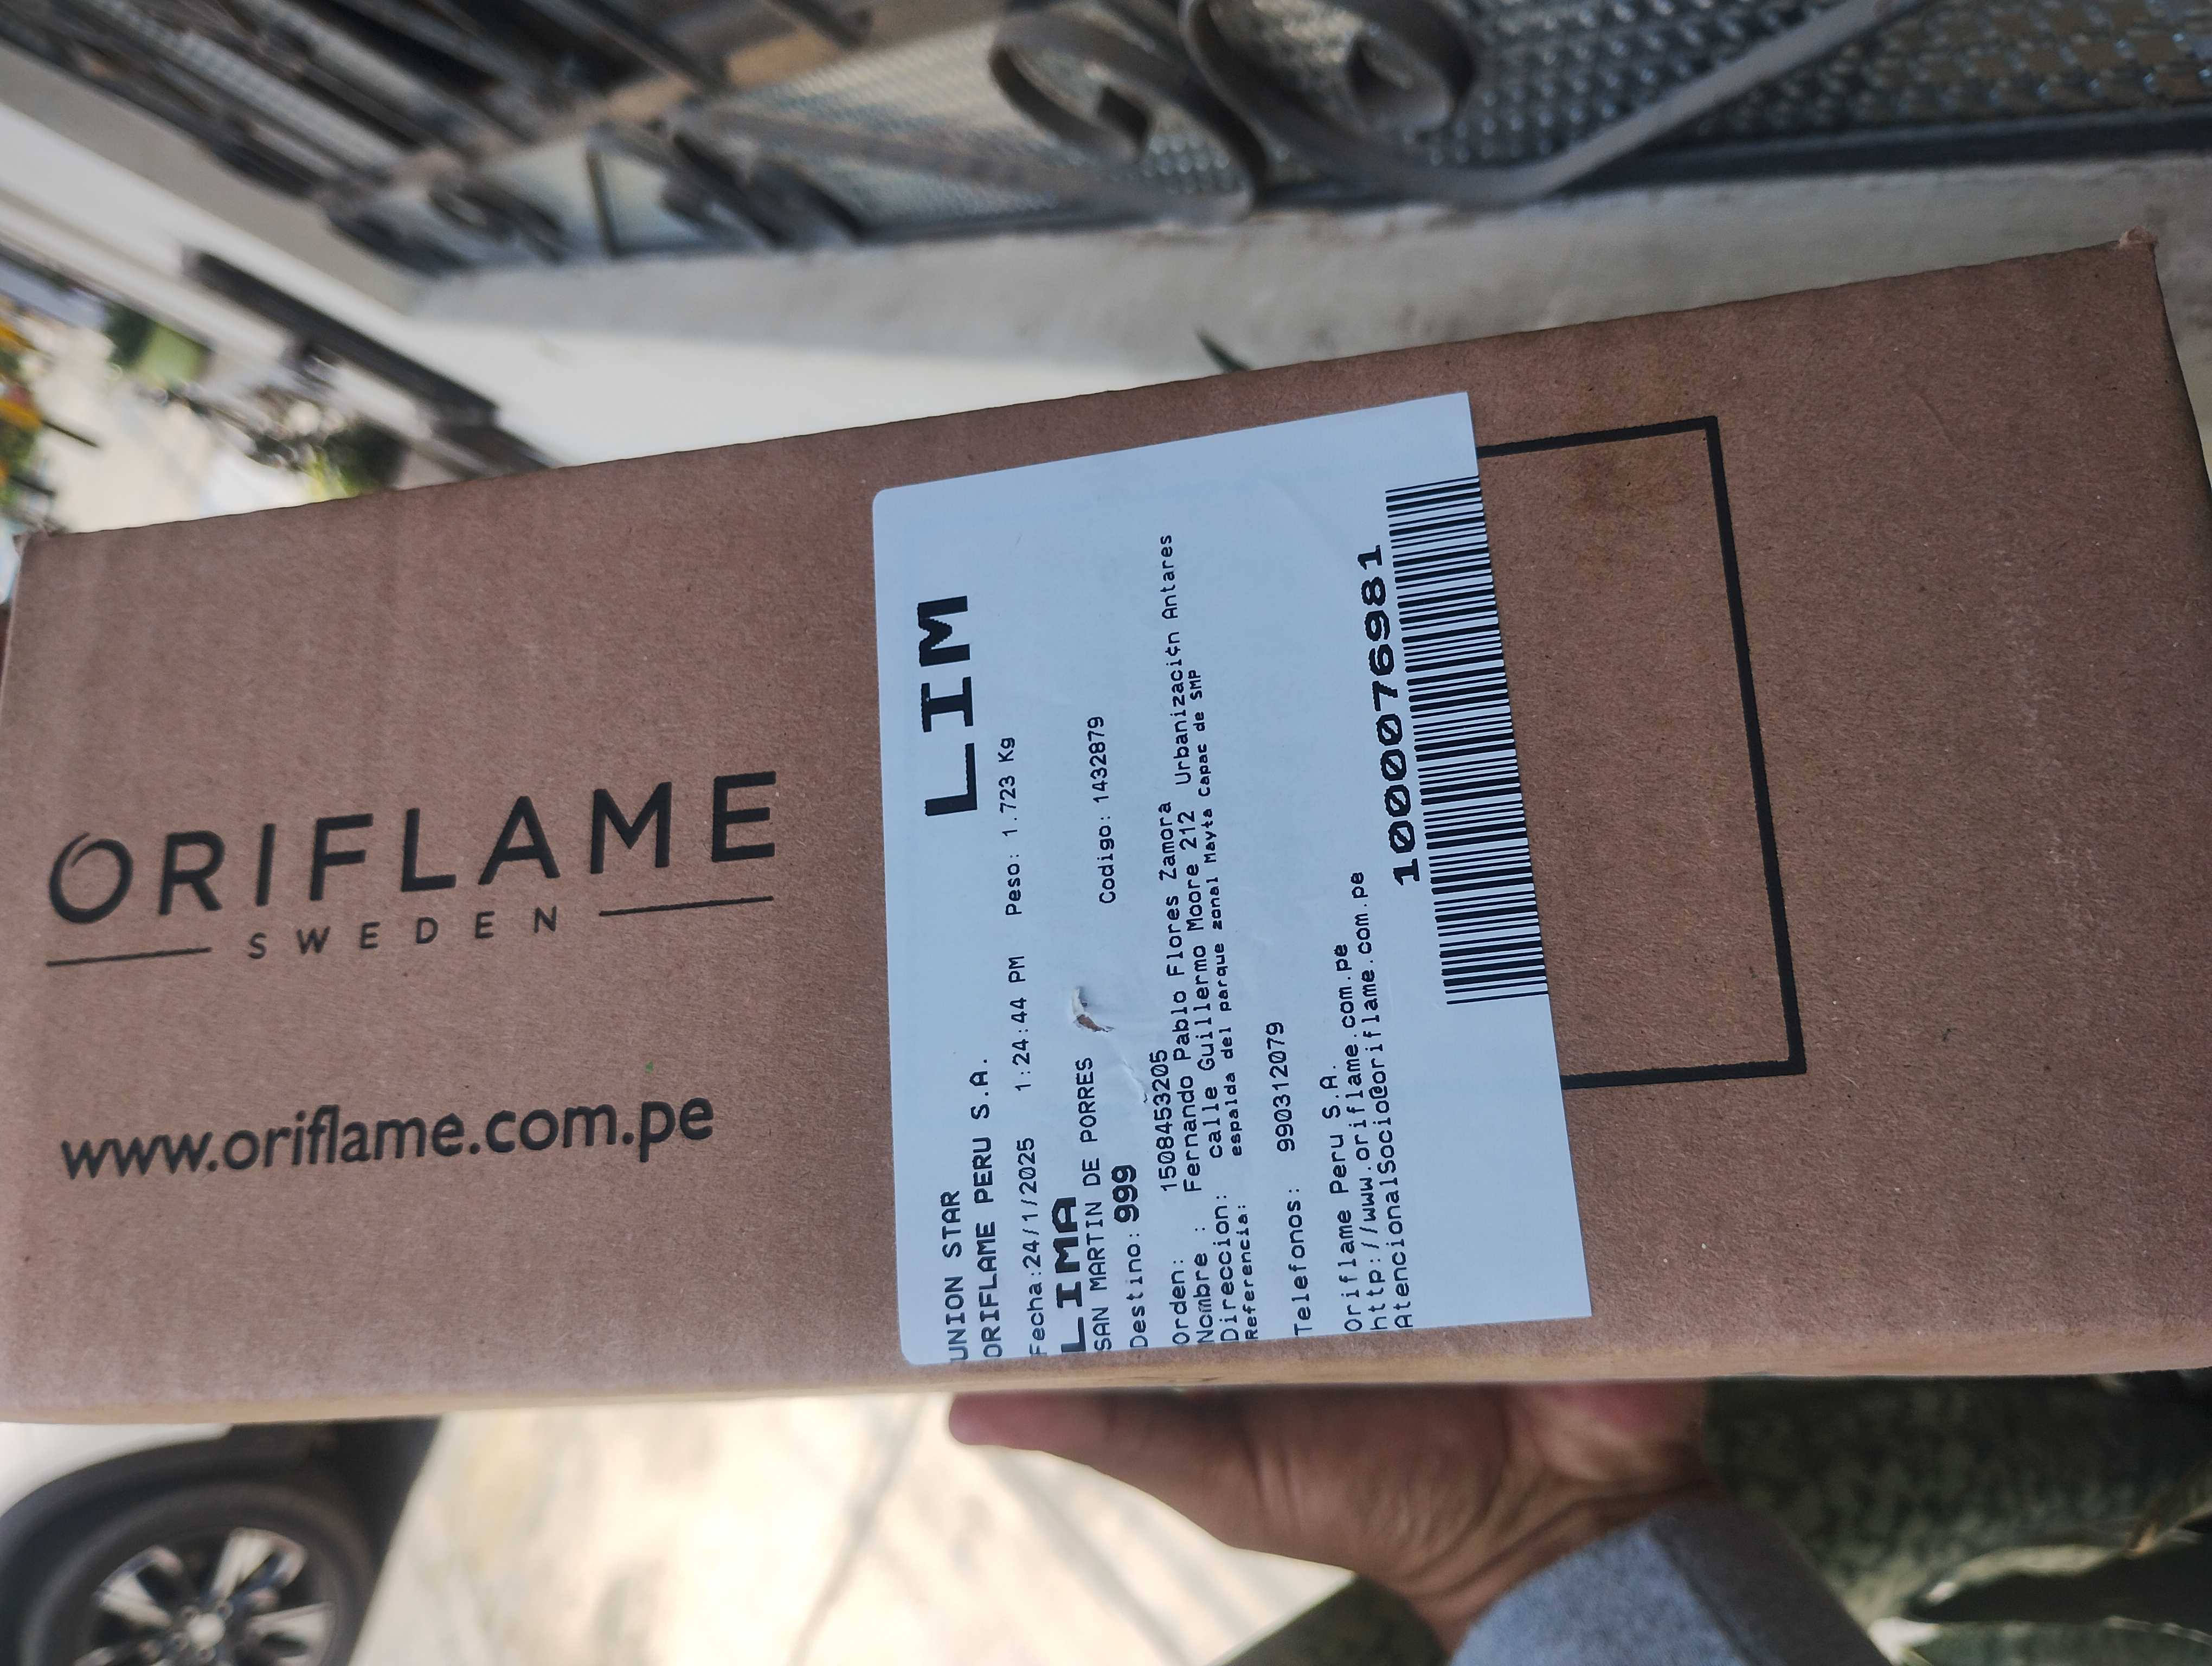 ORIFLAME
SWEDEN
www.oriflame.com.pe
UNION STAR
LIM
ORIFLAME PERU S.A.
Fecha:24/1/2025 1:24:44 PM Peso: 1.723 Kg
LIMA
SAN MARTIN DE PORRES Codigo: 1432879
Destino: 999
Orden: 1508453205
Nombre : Fernando Pablo Flores Zamora
Direccion: calle Guillermo Moore 212 Urbanizaci¢n Antares
Referencia: espalda del parque zonal Mayta Capac de SMP
Telefonos: 990312079
Oriflame Peru S.A.
http://www.oriflame.com.pe
AtencionalSocio@oriflame.com.pe
100076981